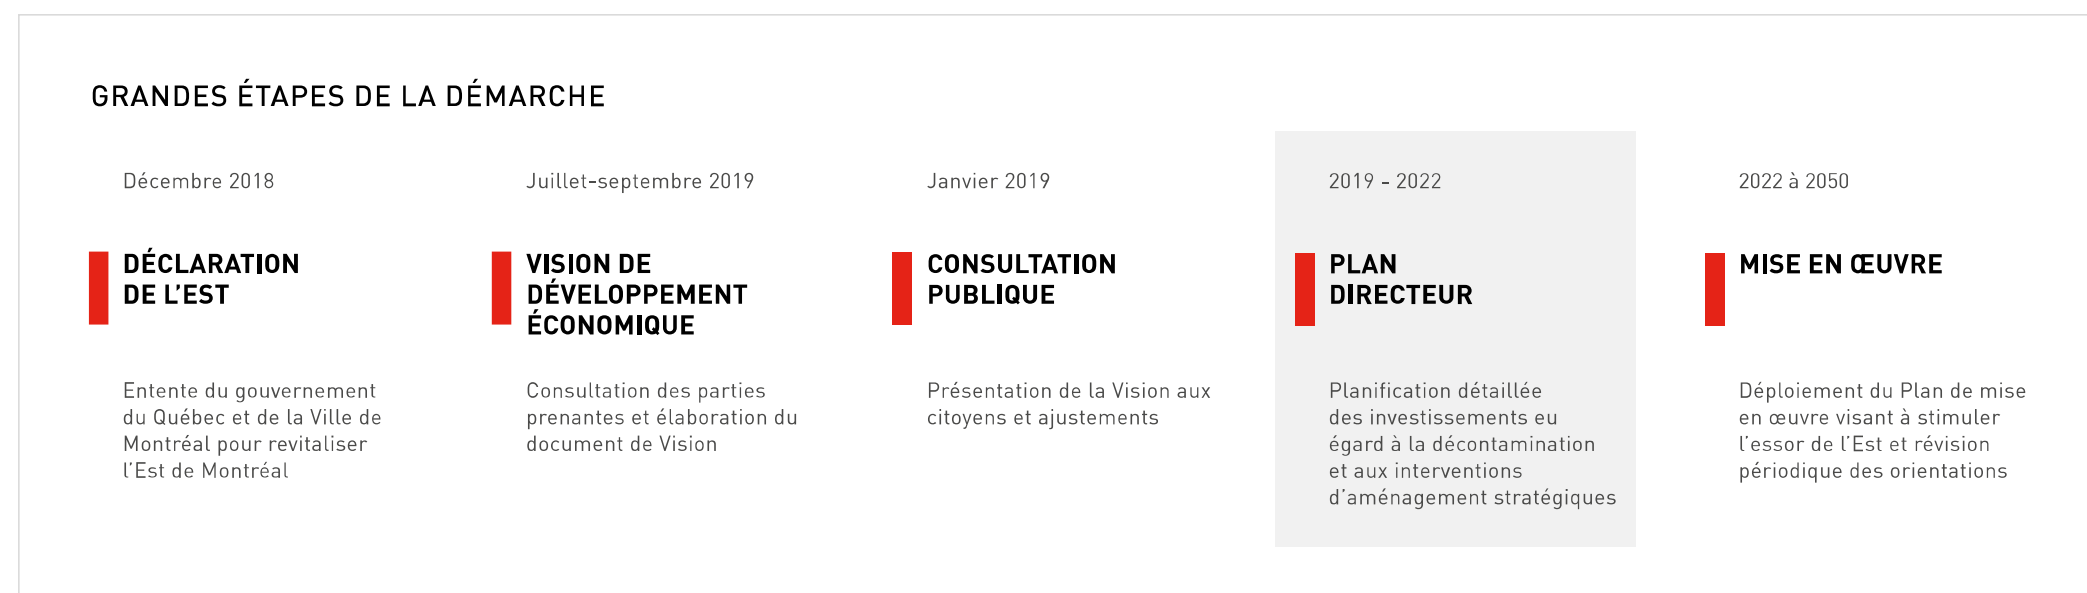 GRANDES ÉTAPES DE LA DÉMARCHE
Décembre 2018
DÉCLARATION
DE L'EST
Entente du gouvernement
du Québec et de la Ville de
Montréal pour revitaliser
l'Est de Montréal
Juillet-septembre 2019
VISION DE
DÉVELOPPEMENT
ÉCONOMIQUE
Consultation des parties
prenantes et élaboration du
document de Vision
Janvier 2019
CONSULTATION
PUBLIQUE
Présentation de la Vision aux
citoyens et ajustements
2019 - 2022
PLAN
DIRECTEUR
Planification détaillée
des investissements eu
égard à la décontamination
et aux interventions
d'aménagement stratégiques
2022 à 2050
MISE EN ŒUVRE
Déploiement du Plan de mise
en œuvre visant à stimuler
l'essor de l'Est et révision
périodique des orientations